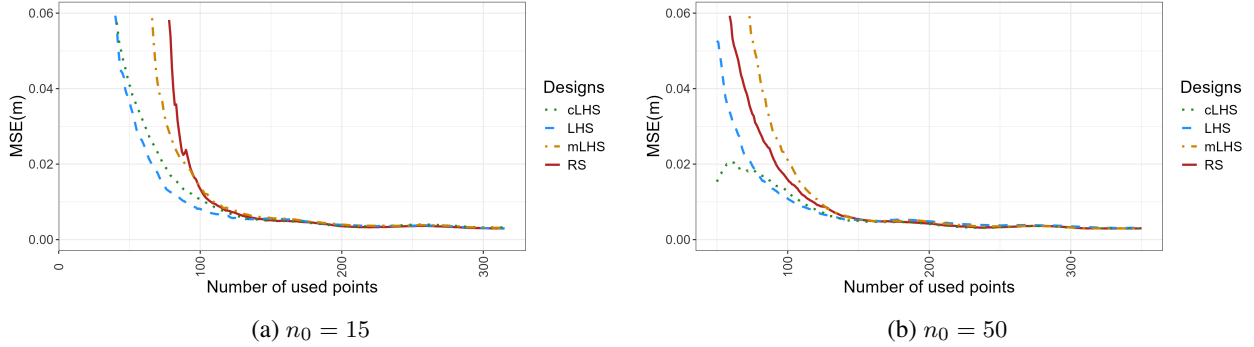 MSE(m)
0.06
0.04
0.02
0.00
0
100
200
300
Number of used points
Designs
cLHS
LHS
mLHS
RS
(a) n₀ = 15
MSE(m)
0.06
0.04
0.02
0.00
100
200
300
Number of used points
Designs
cLHS
LHS
mLHS
RS
(b) n₀ = 50